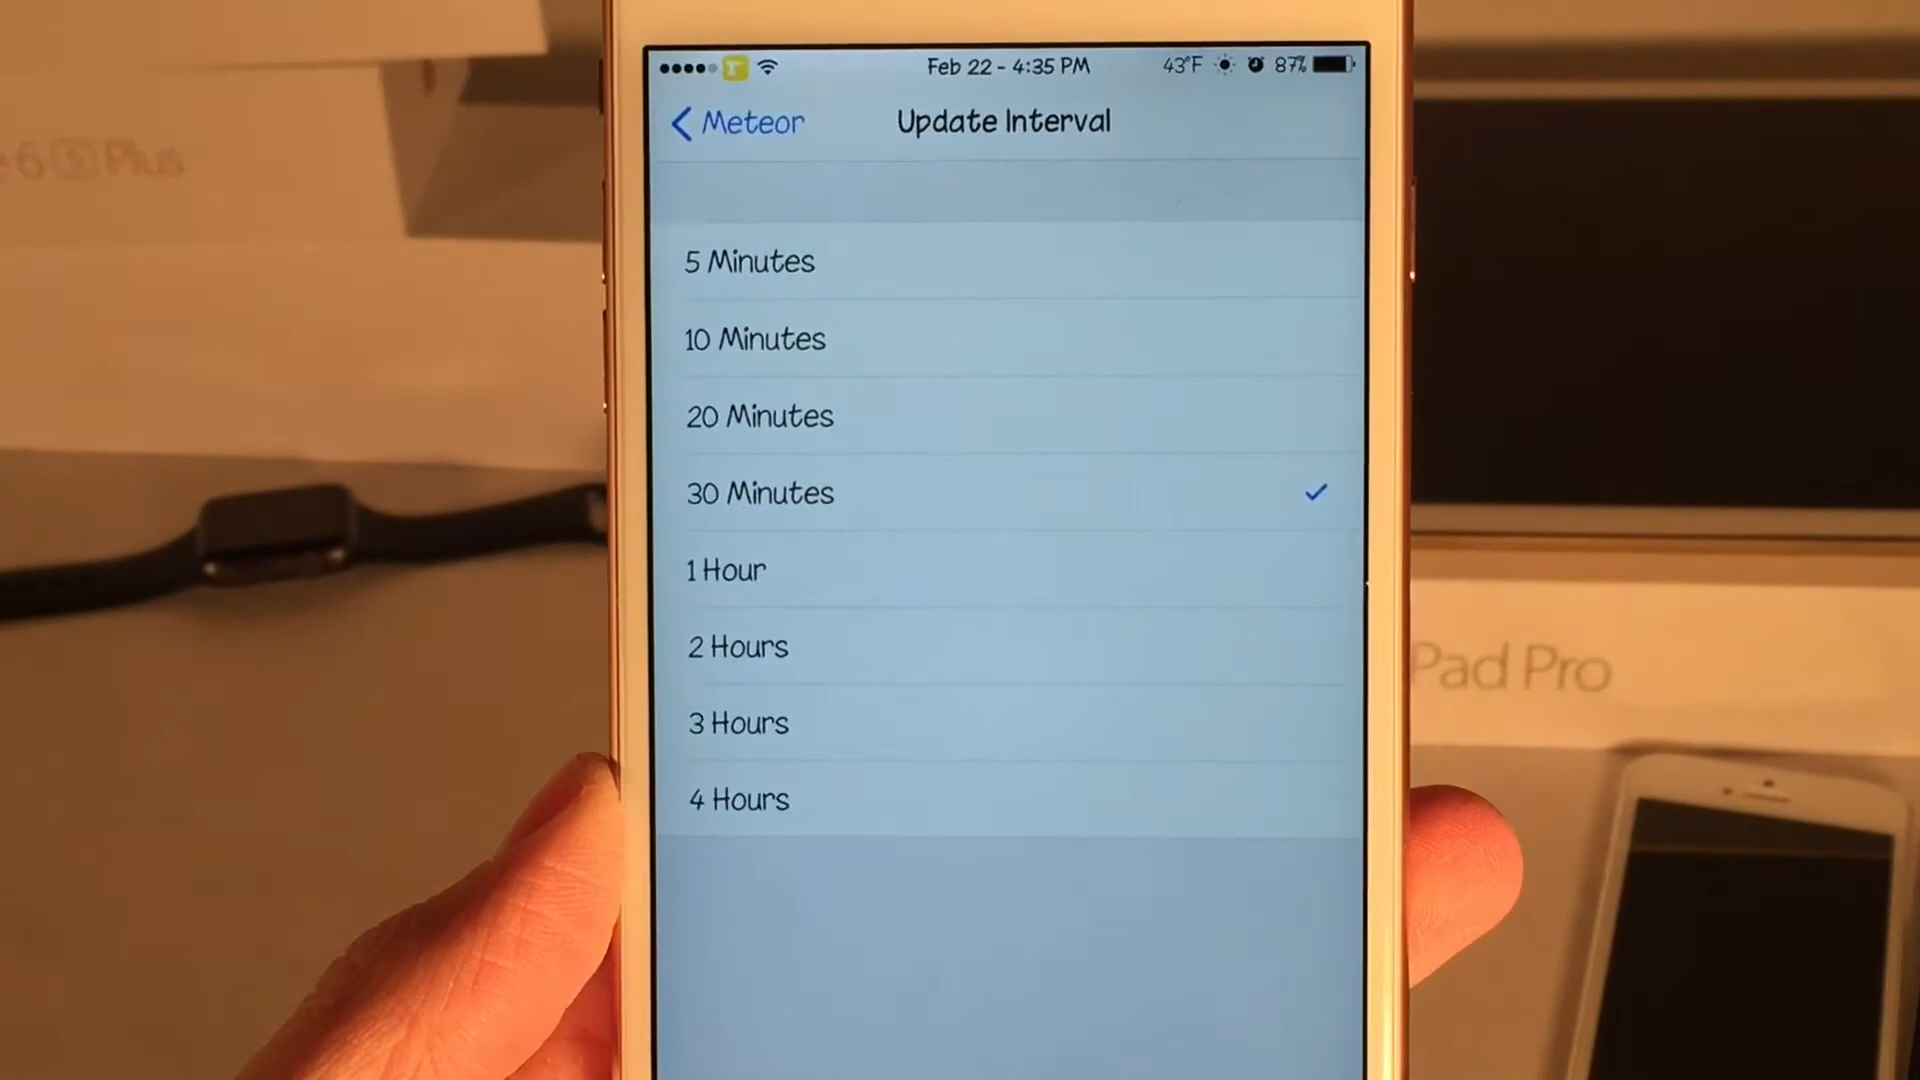 Feb 22 - 4:35 PM
43°F
87%
Meteor
Update Interval
5 Minutes
10 Minutes
20 Minutes
30 Minutes
1 Hour
2 Hours
3 Hours
4 Hours
e 6 S Plus
Pad Pro